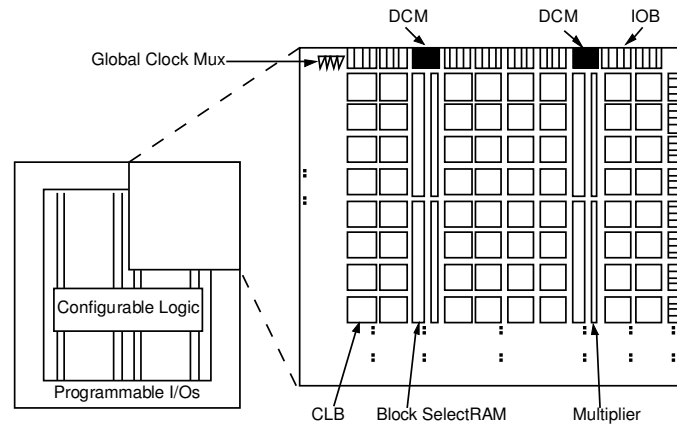 DCM
DCM
IOB
Global Clock Mux
Configurable Logic
Programmable I/Os
CLB
Block SelectRAM
Multiplier